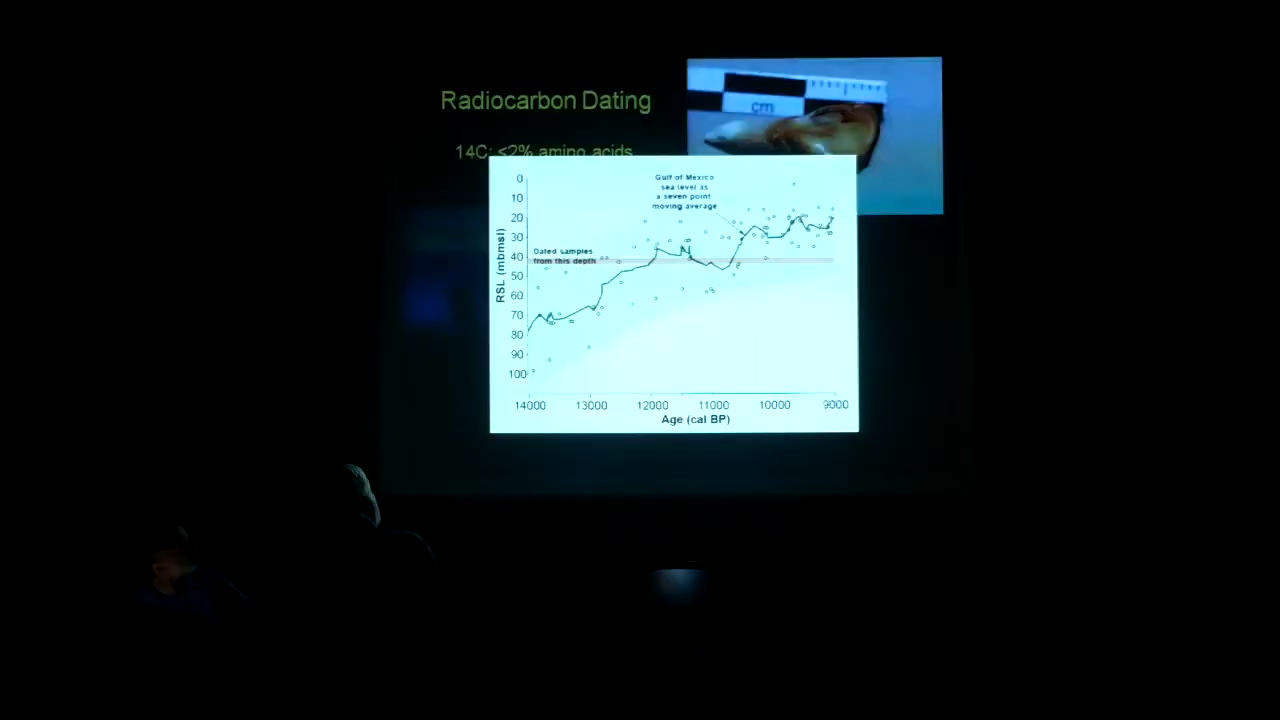 Radiocarbon Dating
14C: <2% amino acids
cm
Gulf of Mexico
sea level as
a seven point
moving average
Dated samples
from this depth
RSL (mbmsl)
0
10
20
30
40
50
60
70
80
90
100
14000 13000 12000 11000 10000 9000
Age (cal BP)